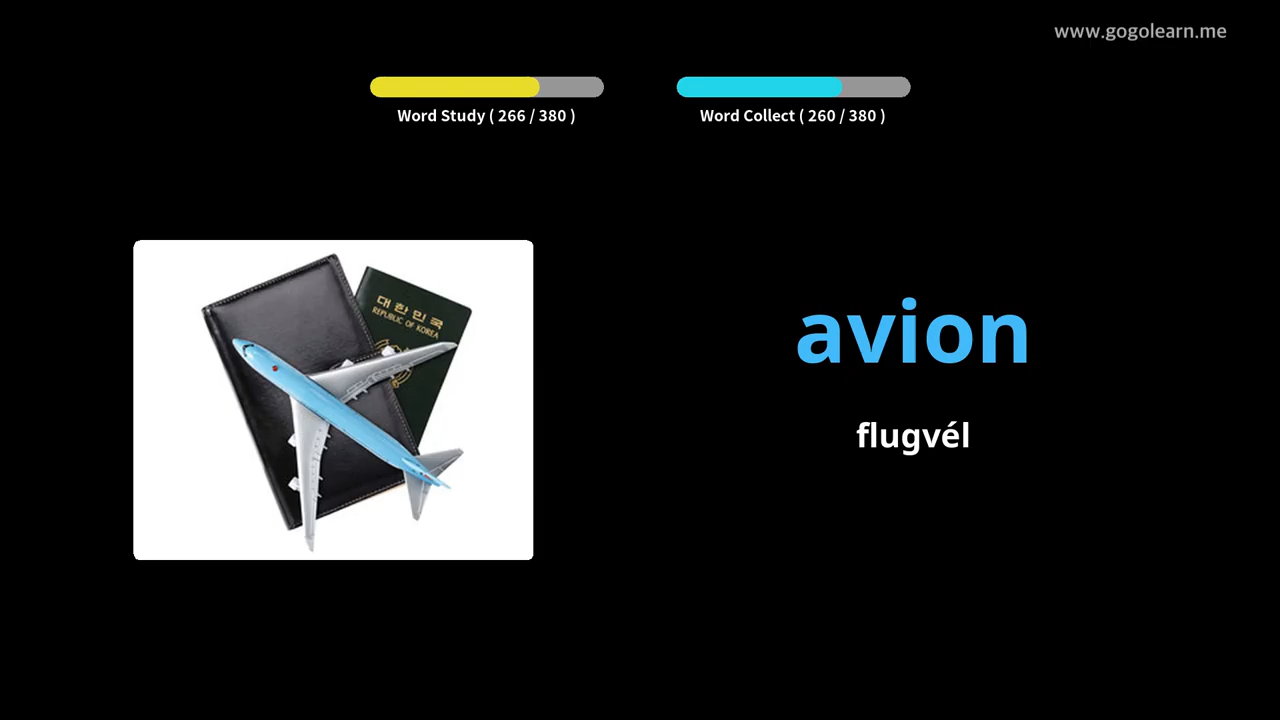 www.gogolearn.me
Word Study ( 266 / 380 )
Word Collect ( 260 / 380 )
대한민국
REPUBLIC OF KOREA
avion
flugvél